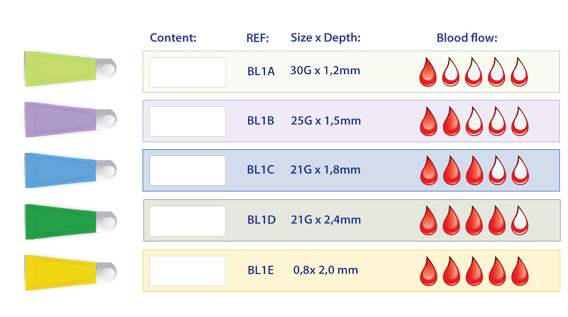 Content: REF: Size x Depth: Blood flow:
BL1A 30G x 1,2mm
BL1B 25G x 1,5mm
BL1C 21G x 1,8mm
BL1D 21G x 2,4mm
BL1E 0,8x 2,0 mm